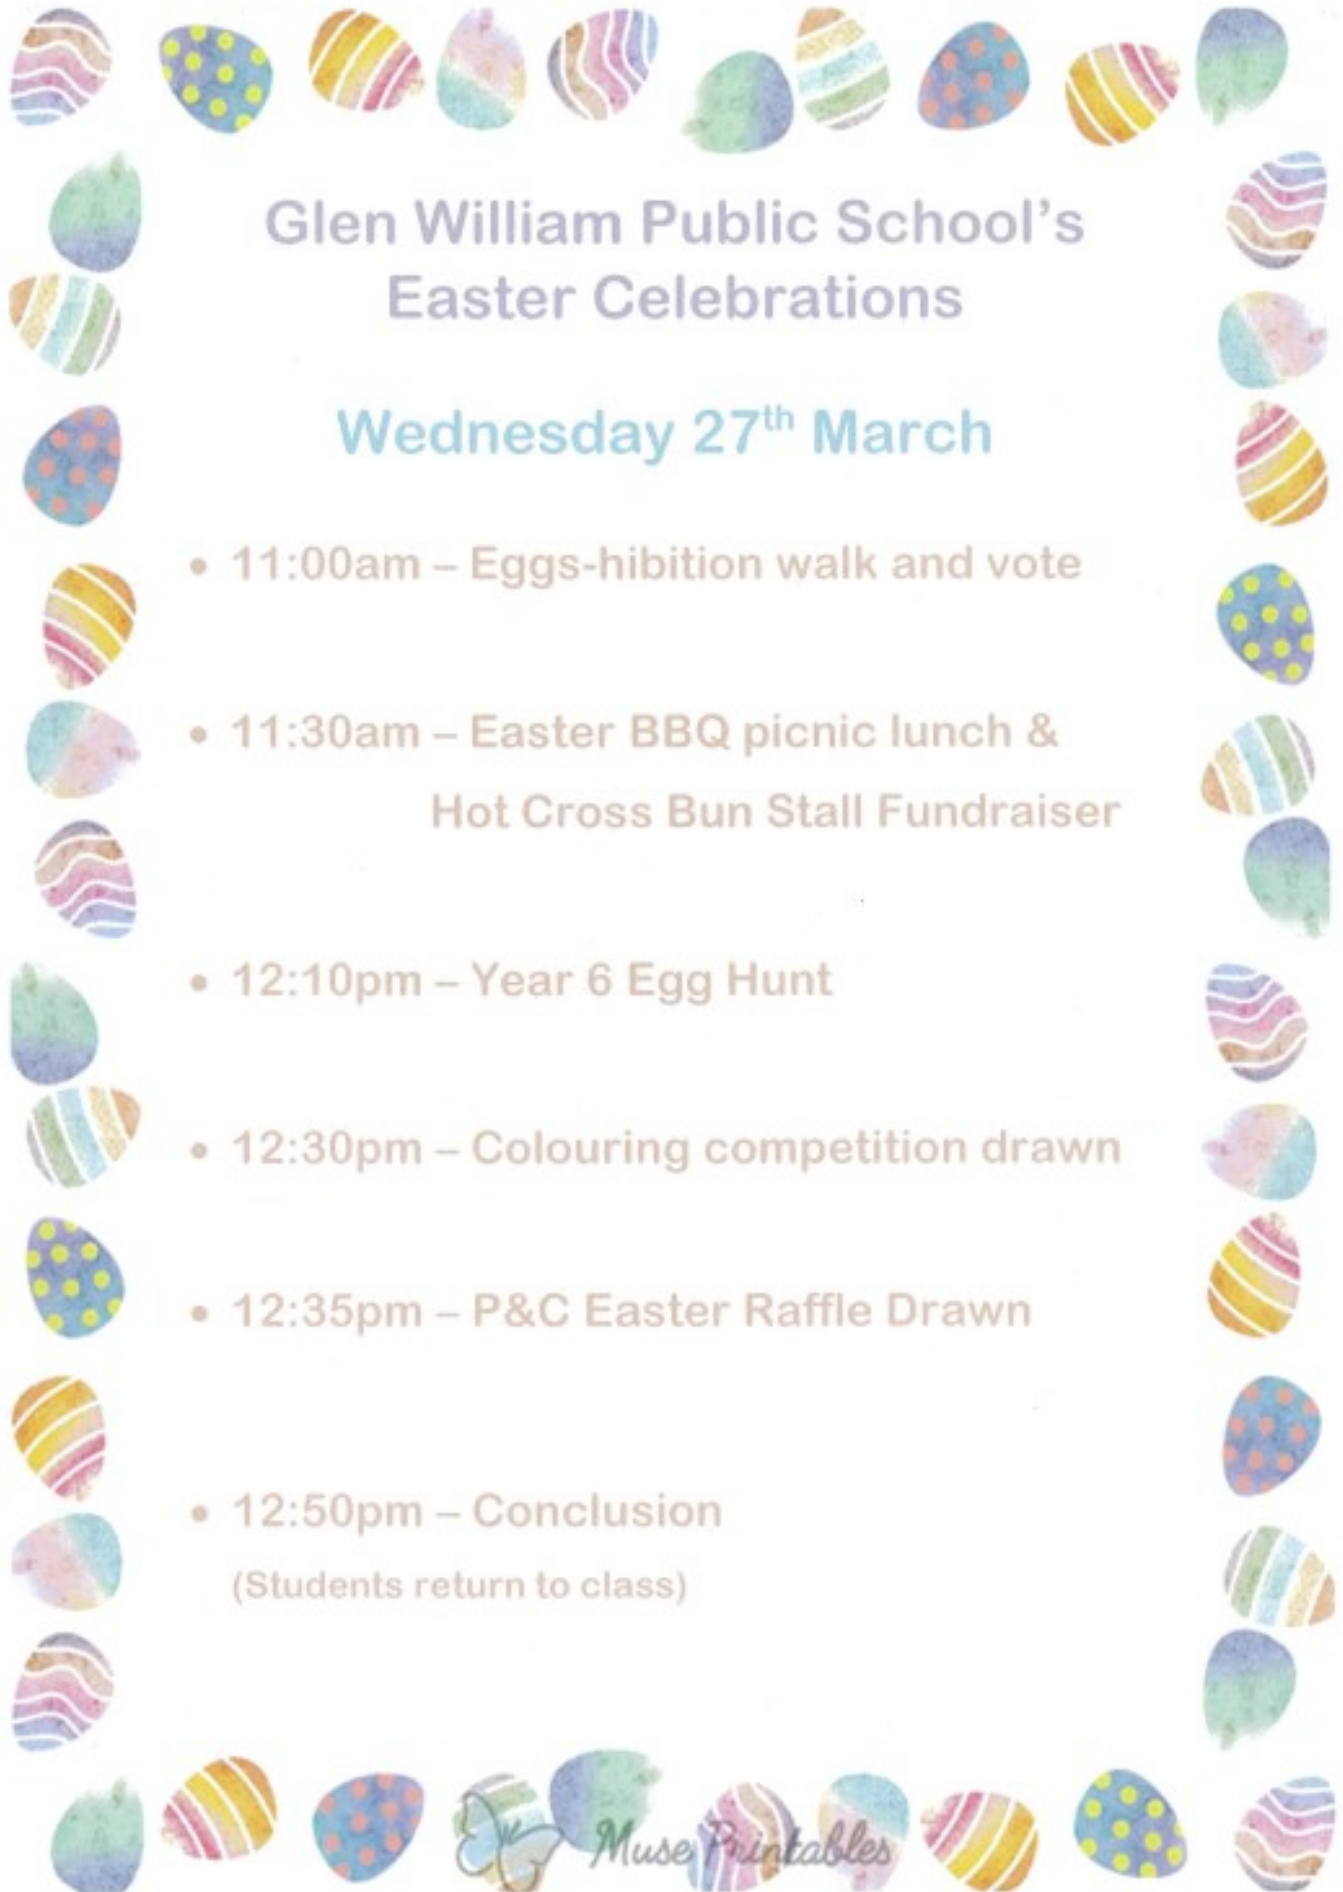 Glen William Public School's
Easter Celebrations
Wednesday 27th March
• 11:00am – Eggs-hibition walk and vote
• 11:30am – Easter BBQ picnic lunch &
Hot Cross Bun Stall Fundraiser
• 12:10pm – Year 6 Egg Hunt
• 12:30pm – Colouring competition drawn
• 12:35pm – P&C Easter Raffle Drawn
• 12:50pm – Conclusion
(Students return to class)
Muse Printables